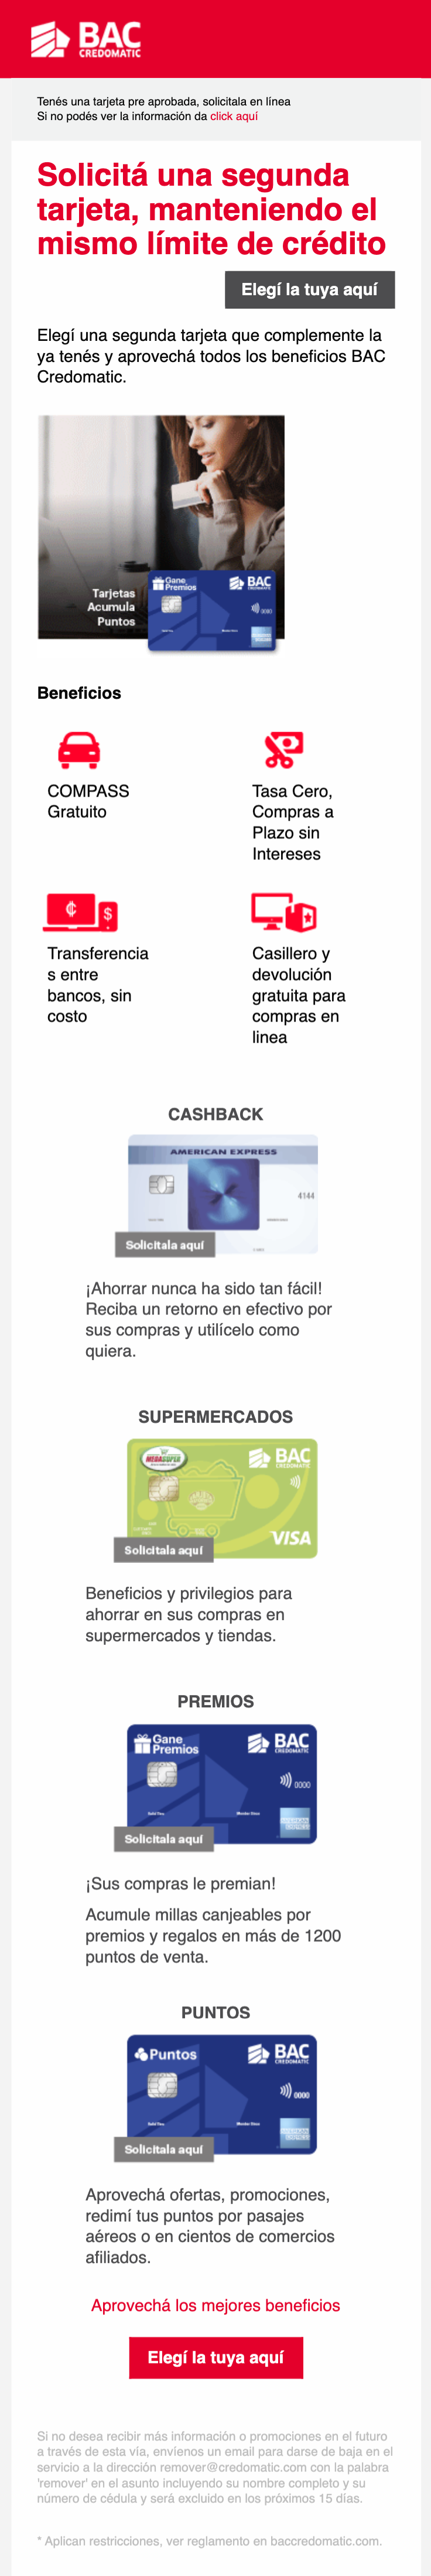 BAC
CREDOMATIC
Tenés una tarjeta pre aprobada, solicitala en línea
Si no podés ver la información da click aquí
Solicitá una segunda
tarjeta, manteniendo el
mismo límite de crédito
Elegí la tuya aquí
Elegí una segunda tarjeta que complemente la
ya tenés y aprovechá todos los beneficios BAC
Credomatic.
Gane
Premios
BAC
CREDOMATIC
Tarjetas
Acumula
Puntos
Beneficios
COMPASS
Gratuito
Tasa Cero,
Compras a
Plazo sin
Intereses
₡
$
Transferencia
s entre
bancos, sin
costo
Casillero y
devolución
gratuita para
compras en
linea
CASHBACK
AMERICAN EXPRESS
4144
Solicitala aquí
¡Ahorrar nunca ha sido tan fácil!
Reciba un retorno en efectivo por
sus compras y utilícelo como
quiera.
SUPERMERCADOS
MEGASUPER
BAC
CREDOMATIC
VISA
Solicitala aquí
Beneficios y privilegios para
ahorrar en sus compras en
supermercados y tiendas.
PREMIOS
Gane
Premios
BAC
CREDOMATIC
0000
Solicitala aquí
¡Sus compras le premian!
Acumule millas canjeables por
premios y regalos en más de 1200
puntos de venta.
PUNTOS
Puntos
BAC
CREDOMATIC
0000
Solicitala aquí
Aprovechá ofertas, promociones,
redimí tus puntos por pasajes
aéreos o en cientos de comercios
afiliados.
Aprovechá los mejores beneficios
Elegí la tuya aquí
Si no desea recibir más información o promociones en el futuro
a través de esta vía, envíenos un email para darse de baja en el
servicio a la dirección remover@credomatic.com con la palabra
'remover' en el asunto incluyendo su nombre completo y su
número de cédula y será excluido en los próximos 15 días.
* Aplican restricciones, ver reglamento en baccredomatic.com.